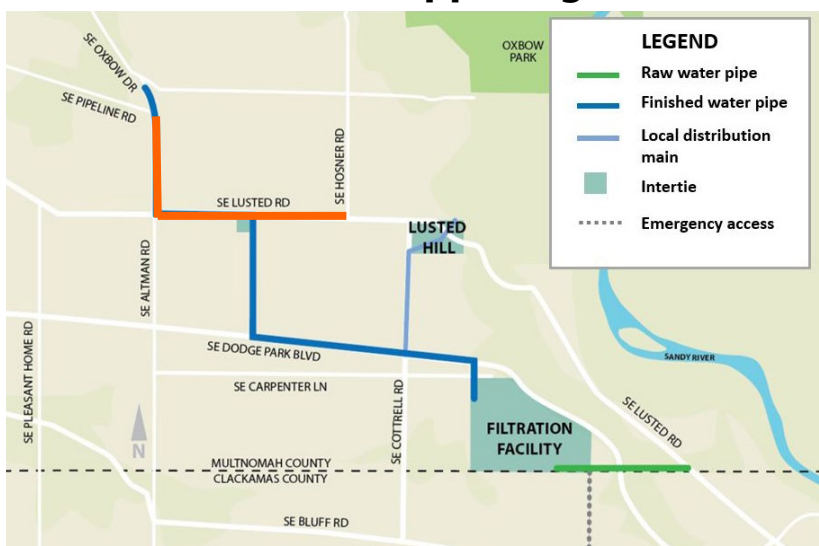 OXBOW
PARK
LEGEND
Raw water pipe
Finished water pipe
Local distribution
main
Intertie
Emergency access
SE OXBOW DR
SE PIPELINE RD
SE HOSNER RD
SE LUSTED RD
LUSTED
HILL
SE ALTMAN RD
SE DODGE PARK BLVD
SE CARPENTER LN
SE PLEASANT HOME RD
SE COTTRELL RD
SANDY RIVER
SE LUSTED RD
FILTRATION
FACILITY
N
MULTNOMAH COUNTY
CLACKAMAS COUNTY
SE BLUFF RD